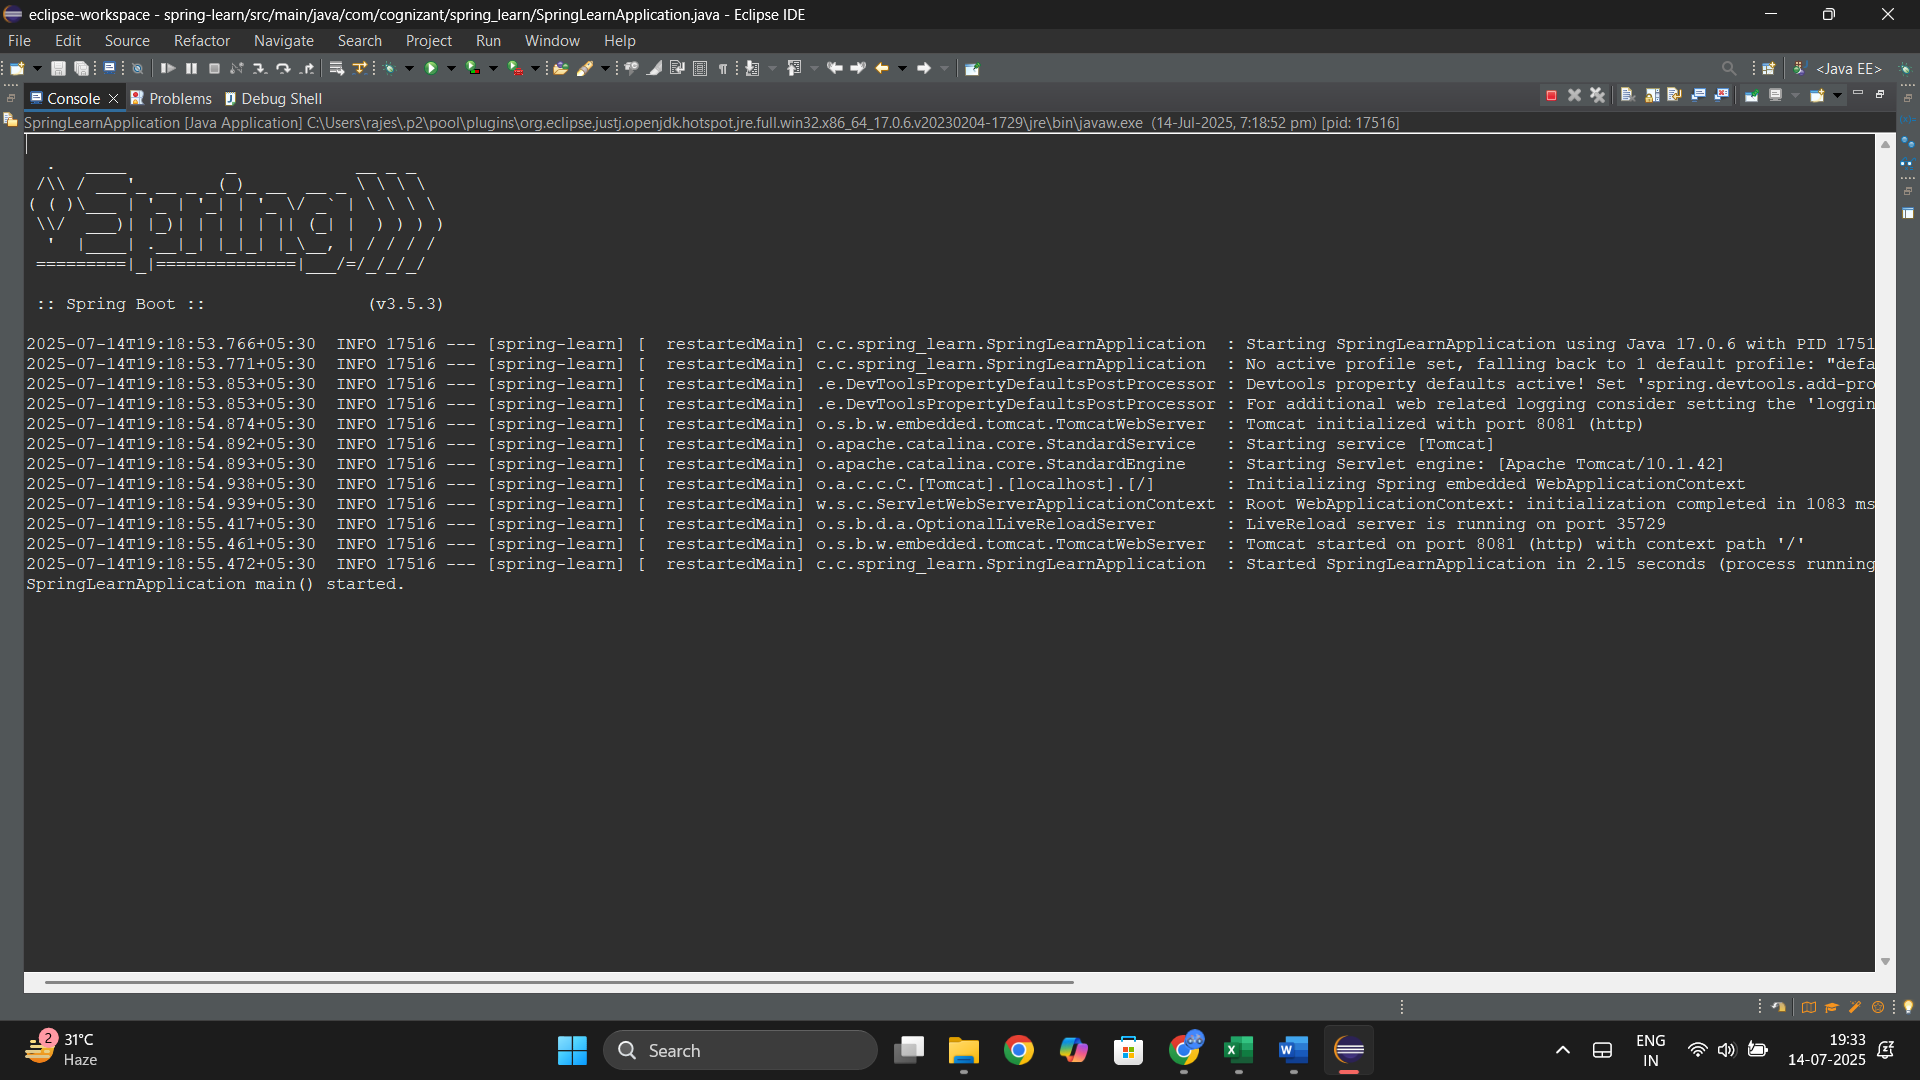 eclipse-workspace - spring-learn/src/main/java/com/cognizant/spring_learn/SpringLearnApplication.java - Eclipse IDE
File Edit Source Refactor Navigate Search Project Run Window Help
<Java EE>
Console Problems Debug Shell
SpringLearnApplication [Java Application] C:\Users\rajes\.p2\pool\plugins\org.eclipse.justj.openjdk.hotspot.jre.full.win32.x86_64_17.0.6.v20230204-1729\jre\bin\javaw.exe (14-Jul-2025, 7:18:52 pm) [pid: 17516]
  .   ____          _            __ _ _
 /\\ / ___'_ __ _ _(_)_ __  __ _ \ \ \ \
( ( )\___ | '_ | '_| | '_ \/ _` | \ \ \ \
 \\/  ___)| |_)| | | | | || (_| |  ) ) ) )
  '  |____| .__|_| |_|_| |_\__, | / / / /
 =========|_|==============|___/=/_/_/_/
:: Spring Boot :: (v3.5.3)
2025-07-14T19:18:53.766+05:30 INFO 17516 --- [spring-learn] [ restartedMain] c.c.spring_learn.SpringLearnApplication : Starting SpringLearnApplication using Java 17.0.6 with PID 1751
2025-07-14T19:18:53.771+05:30 INFO 17516 --- [spring-learn] [ restartedMain] c.c.spring_learn.SpringLearnApplication : No active profile set, falling back to 1 default profile: "defa
2025-07-14T19:18:53.853+05:30 INFO 17516 --- [spring-learn] [ restartedMain] .e.DevToolsPropertyDefaultsPostProcessor : Devtools property defaults active! Set 'spring.devtools.add-pro
2025-07-14T19:18:53.853+05:30 INFO 17516 --- [spring-learn] [ restartedMain] .e.DevToolsPropertyDefaultsPostProcessor : For additional web related logging consider setting the 'loggin
2025-07-14T19:18:54.874+05:30 INFO 17516 --- [spring-learn] [ restartedMain] o.s.b.w.embedded.tomcat.TomcatWebServer : Tomcat initialized with port 8081 (http)
2025-07-14T19:18:54.892+05:30 INFO 17516 --- [spring-learn] [ restartedMain] o.apache.catalina.core.StandardService : Starting service [Tomcat]
2025-07-14T19:18:54.893+05:30 INFO 17516 --- [spring-learn] [ restartedMain] o.apache.catalina.core.StandardEngine : Starting Servlet engine: [Apache Tomcat/10.1.42]
2025-07-14T19:18:54.938+05:30 INFO 17516 --- [spring-learn] [ restartedMain] o.a.c.c.C.[Tomcat].[localhost].[/] : Initializing Spring embedded WebApplicationContext
2025-07-14T19:18:54.939+05:30 INFO 17516 --- [spring-learn] [ restartedMain] w.s.c.ServletWebServerApplicationContext : Root WebApplicationContext: initialization completed in 1083 ms
2025-07-14T19:18:55.417+05:30 INFO 17516 --- [spring-learn] [ restartedMain] o.s.b.d.a.OptionalLiveReloadServer : LiveReload server is running on port 35729
2025-07-14T19:18:55.461+05:30 INFO 17516 --- [spring-learn] [ restartedMain] o.s.b.w.embedded.tomcat.TomcatWebServer : Tomcat started on port 8081 (http) with context path '/'
2025-07-14T19:18:55.472+05:30 INFO 17516 --- [spring-learn] [ restartedMain] c.c.spring_learn.SpringLearnApplication : Started SpringLearnApplication in 2.15 seconds (process running
SpringLearnApplication main() started.
2
31°C
Haze
Search
ENG
IN
19:33
14-07-2025